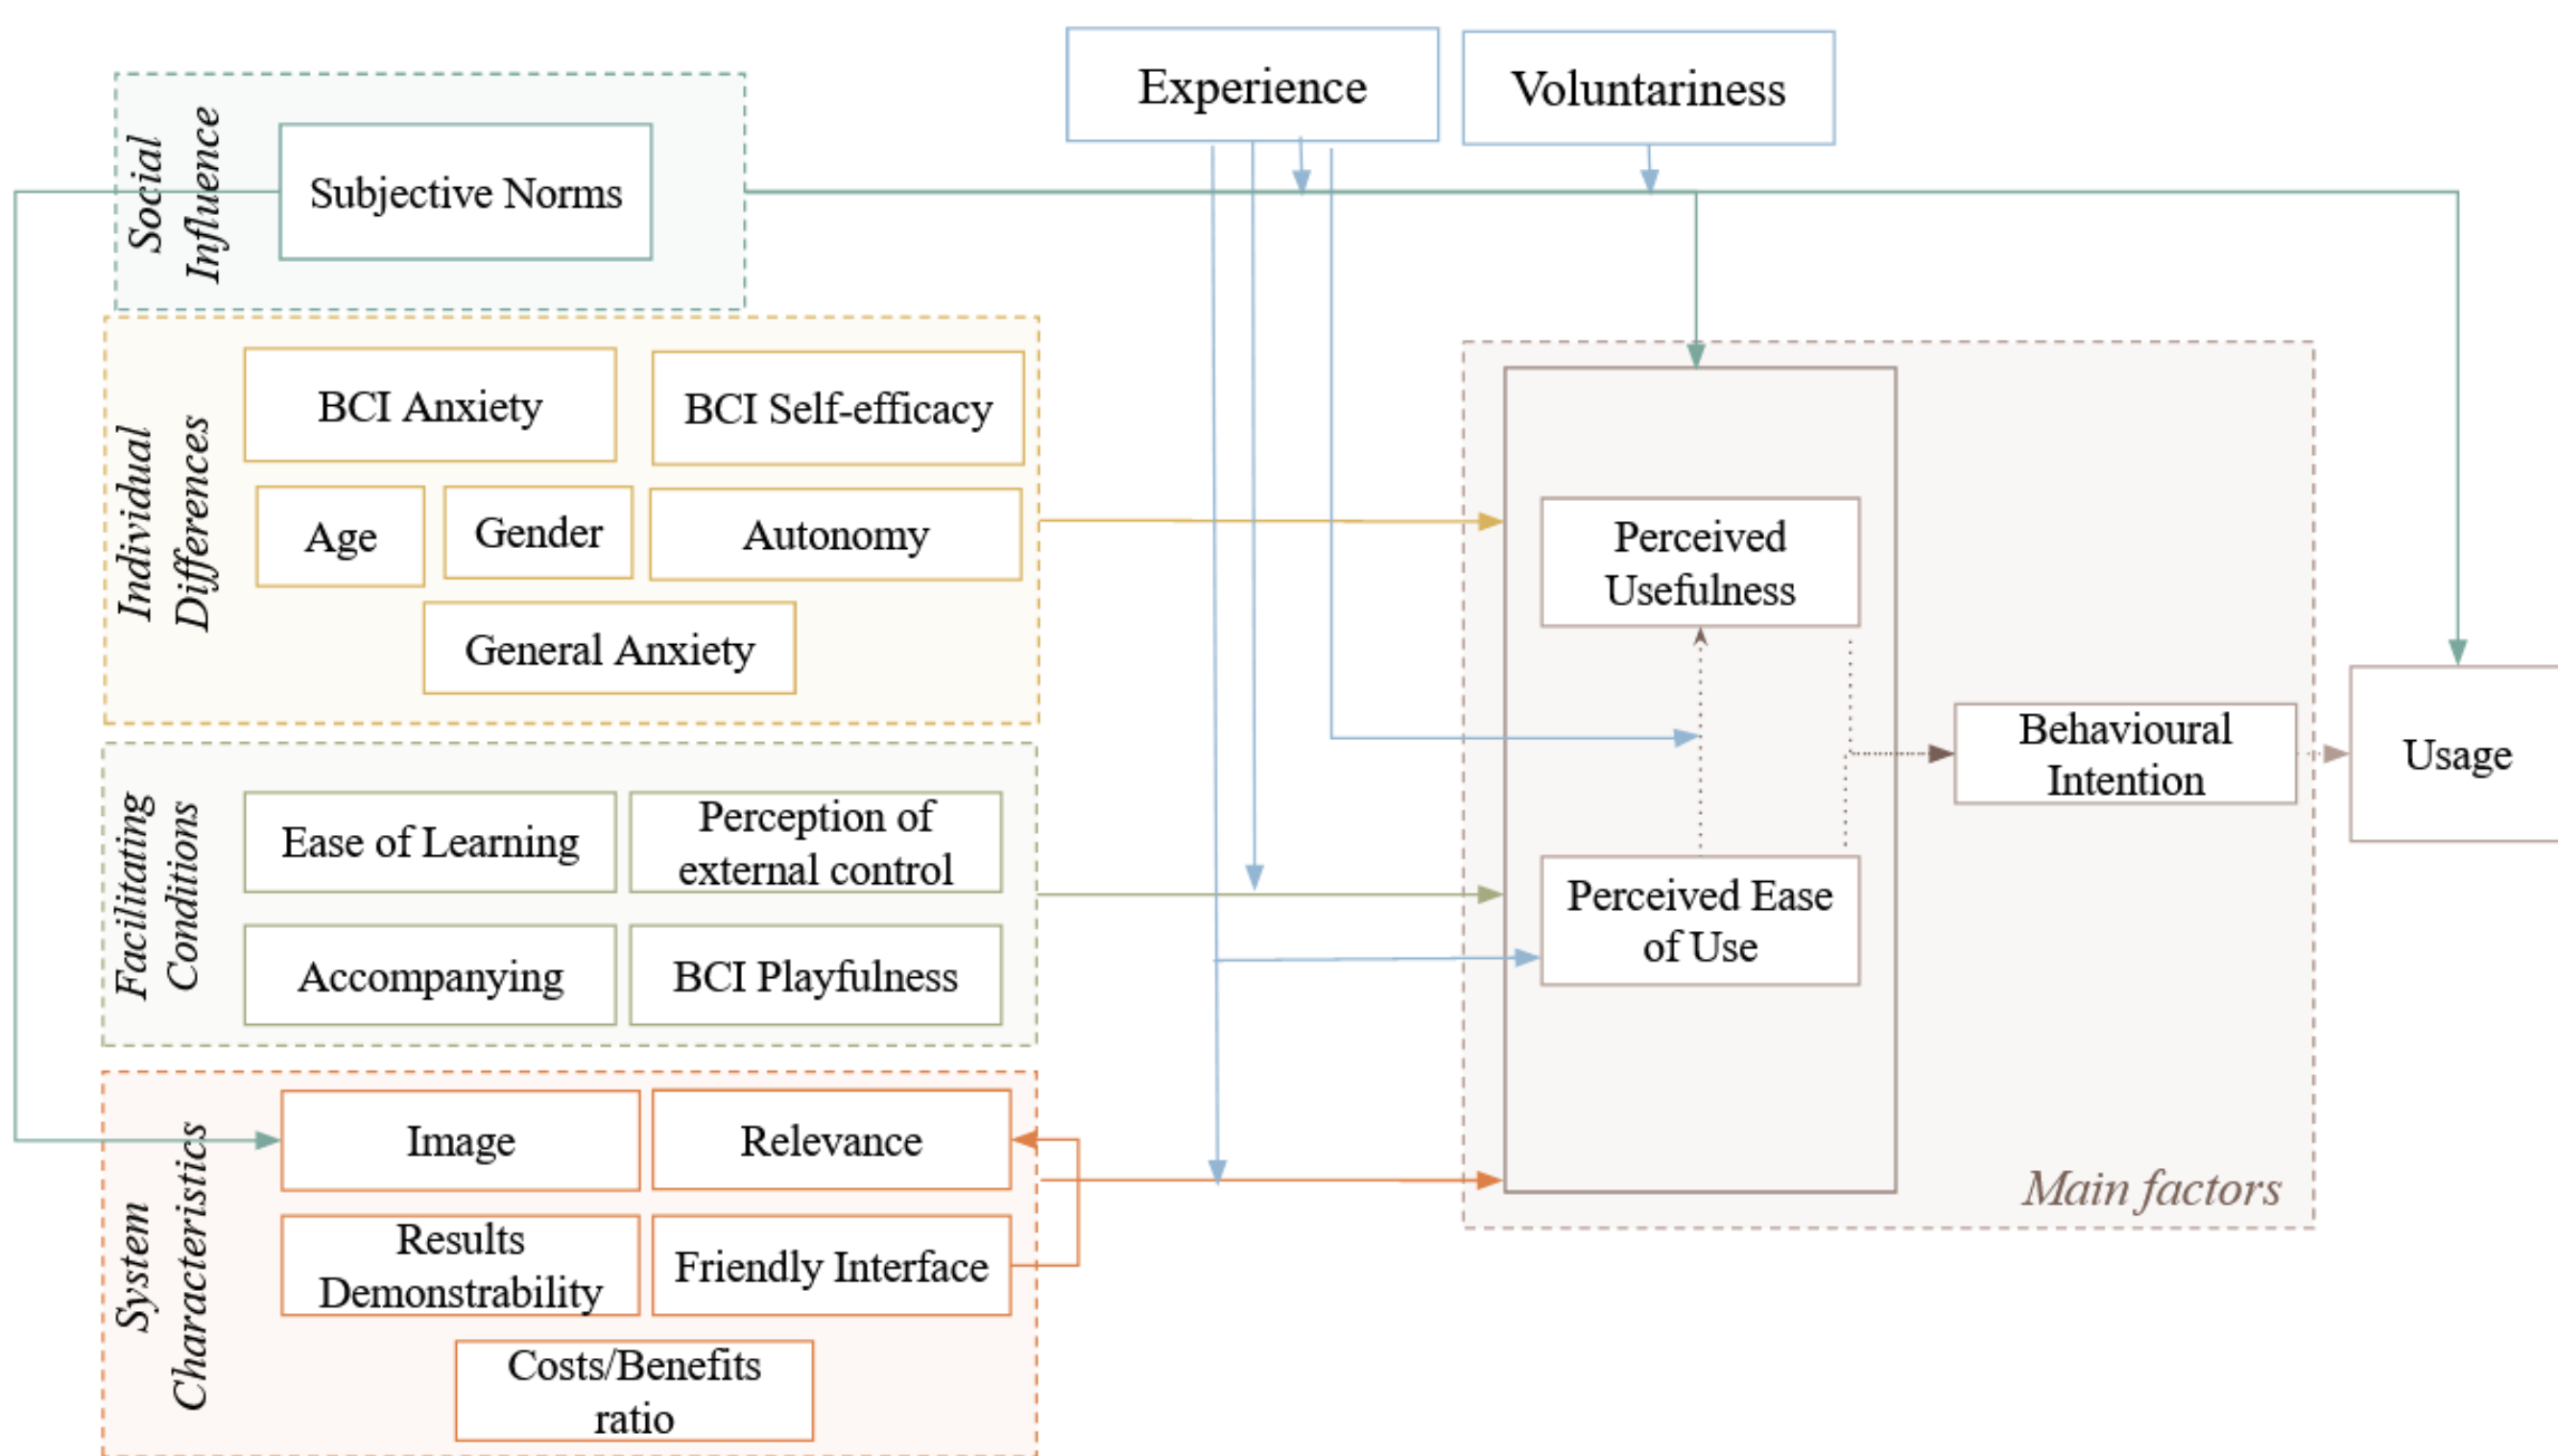 Experience
Voluntariness
Social
Influence
Subjective Norms
Individual
Differences
BCI Anxiety
BCI Self-efficacy
Age
Gender
Autonomy
General Anxiety
Facilitating
Conditions
Ease of Learning
Perception of
external control
Accompanying
BCI Playfulness
System
Characteristics
Image
Relevance
Results
Demonstrability
Friendly Interface
Costs/Benefits
ratio
Perceived
Usefulness
Perceived Ease
of Use
Behavioural
Intention
Main factors
Usage